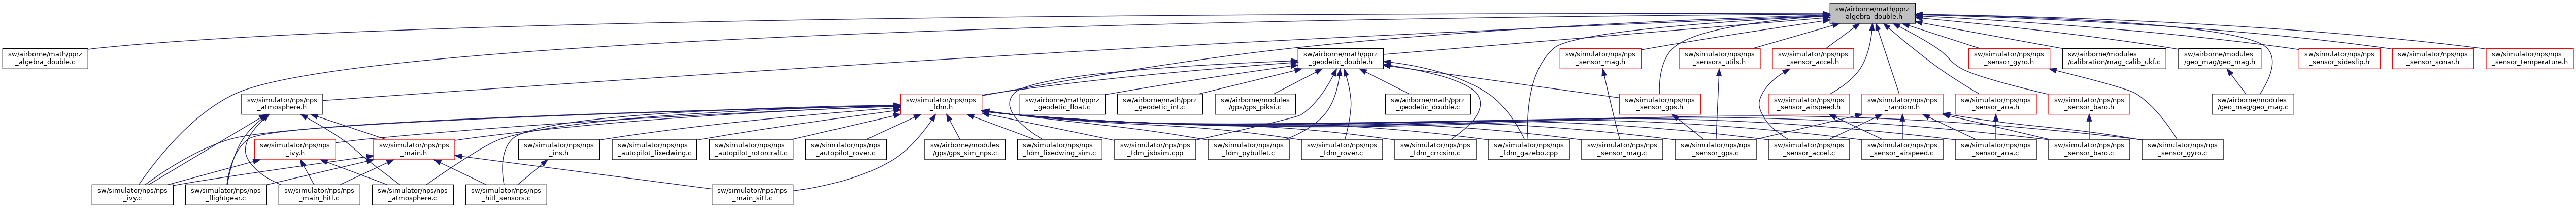 sw/airborne/math/pprz
_algebra_double.h
sw/airborne/math/pprz
_algebra_double.c
sw/airborne/math/pprz
_geodetic_double.h
sw/simulator/nps/nps
_sensor_mag.h
sw/simulator/nps/nps
_sensors_utils.h
sw/simulator/nps/nps
_sensor_accel.h
sw/simulator/nps/nps
_sensor_gyro.h
sw/airborne/modules
/calibration/mag_calib_ukf.c
sw/airborne/modules
/geo_mag/geo_mag.h
sw/simulator/nps/nps
_sensor_sideslip.h
sw/simulator/nps/nps
_sensor_sonar.h
sw/simulator/nps/nps
_sensor_temperature.h
sw/simulator/nps/nps
_atmosphere.h
sw/simulator/nps/nps
_fdm.h
sw/airborne/math/pprz
_geodetic_float.c
sw/airborne/math/pprz
_geodetic_int.c
sw/airborne/modules
/gps/gps_piksi.c
sw/airborne/math/pprz
_geodetic_double.c
sw/simulator/nps/nps
_sensor_gps.h
sw/simulator/nps/nps
_sensor_airspeed.h
sw/simulator/nps/nps
_random.h
sw/simulator/nps/nps
_sensor_aoa.h
sw/simulator/nps/nps
_sensor_baro.h
sw/airborne/modules
/geo_mag/geo_mag.c
sw/simulator/nps/nps
_ivy.h
sw/simulator/nps/nps
_main.h
sw/simulator/nps/nps
_ins.h
sw/simulator/nps/nps
_autopilot_fixedwing.c
sw/simulator/nps/nps
_autopilot_rotorcraft.c
sw/simulator/nps/nps
_autopilot_rover.c
sw/airborne/modules
/gps/gps_sim_nps.c
sw/simulator/nps/nps
_fdm_fixedwing_sim.c
sw/simulator/nps/nps
_fdm_jsbsim.cpp
sw/simulator/nps/nps
_fdm_pybullet.c
sw/simulator/nps/nps
_fdm_rover.c
sw/simulator/nps/nps
_fdm_crrcsim.c
sw/simulator/nps/nps
_fdm_gazebo.cpp
sw/simulator/nps/nps
_sensor_mag.c
sw/simulator/nps/nps
_sensor_gps.c
sw/simulator/nps/nps
_sensor_accel.c
sw/simulator/nps/nps
_sensor_airspeed.c
sw/simulator/nps/nps
_sensor_aoa.c
sw/simulator/nps/nps
_sensor_baro.c
sw/simulator/nps/nps
_sensor_gyro.c
sw/simulator/nps/nps
_ivy.c
sw/simulator/nps/nps
_flightgear.c
sw/simulator/nps/nps
_main_hitl.c
sw/simulator/nps/nps
_atmosphere.c
sw/simulator/nps/nps
_hitl_sensors.c
sw/simulator/nps/nps
_main_sitl.c